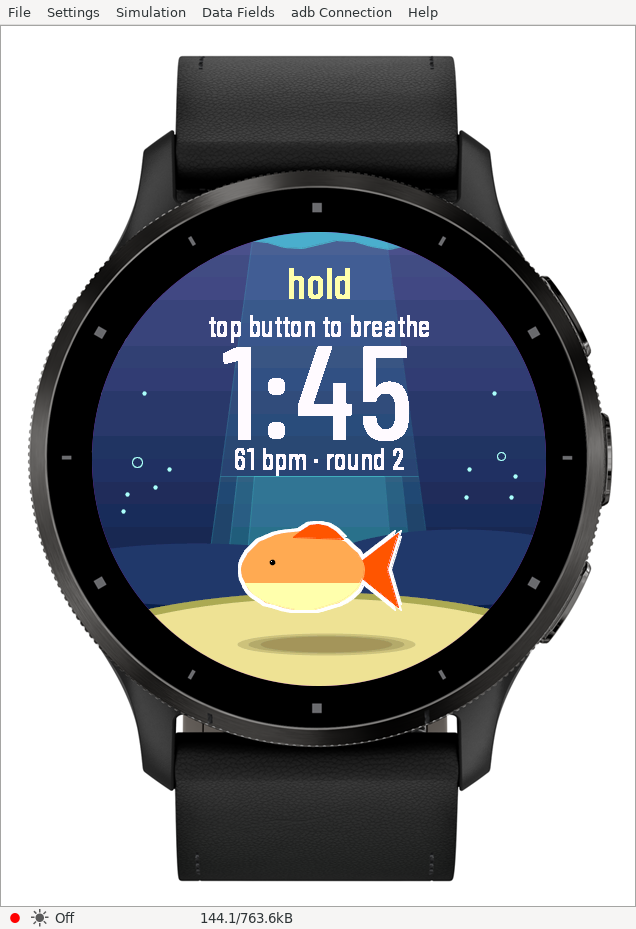 File Settings Simulation Data Fields adb Connection Help
hold
top button to breathe
1:45
61 bpm · round 2
Off 144.1/763.6kB